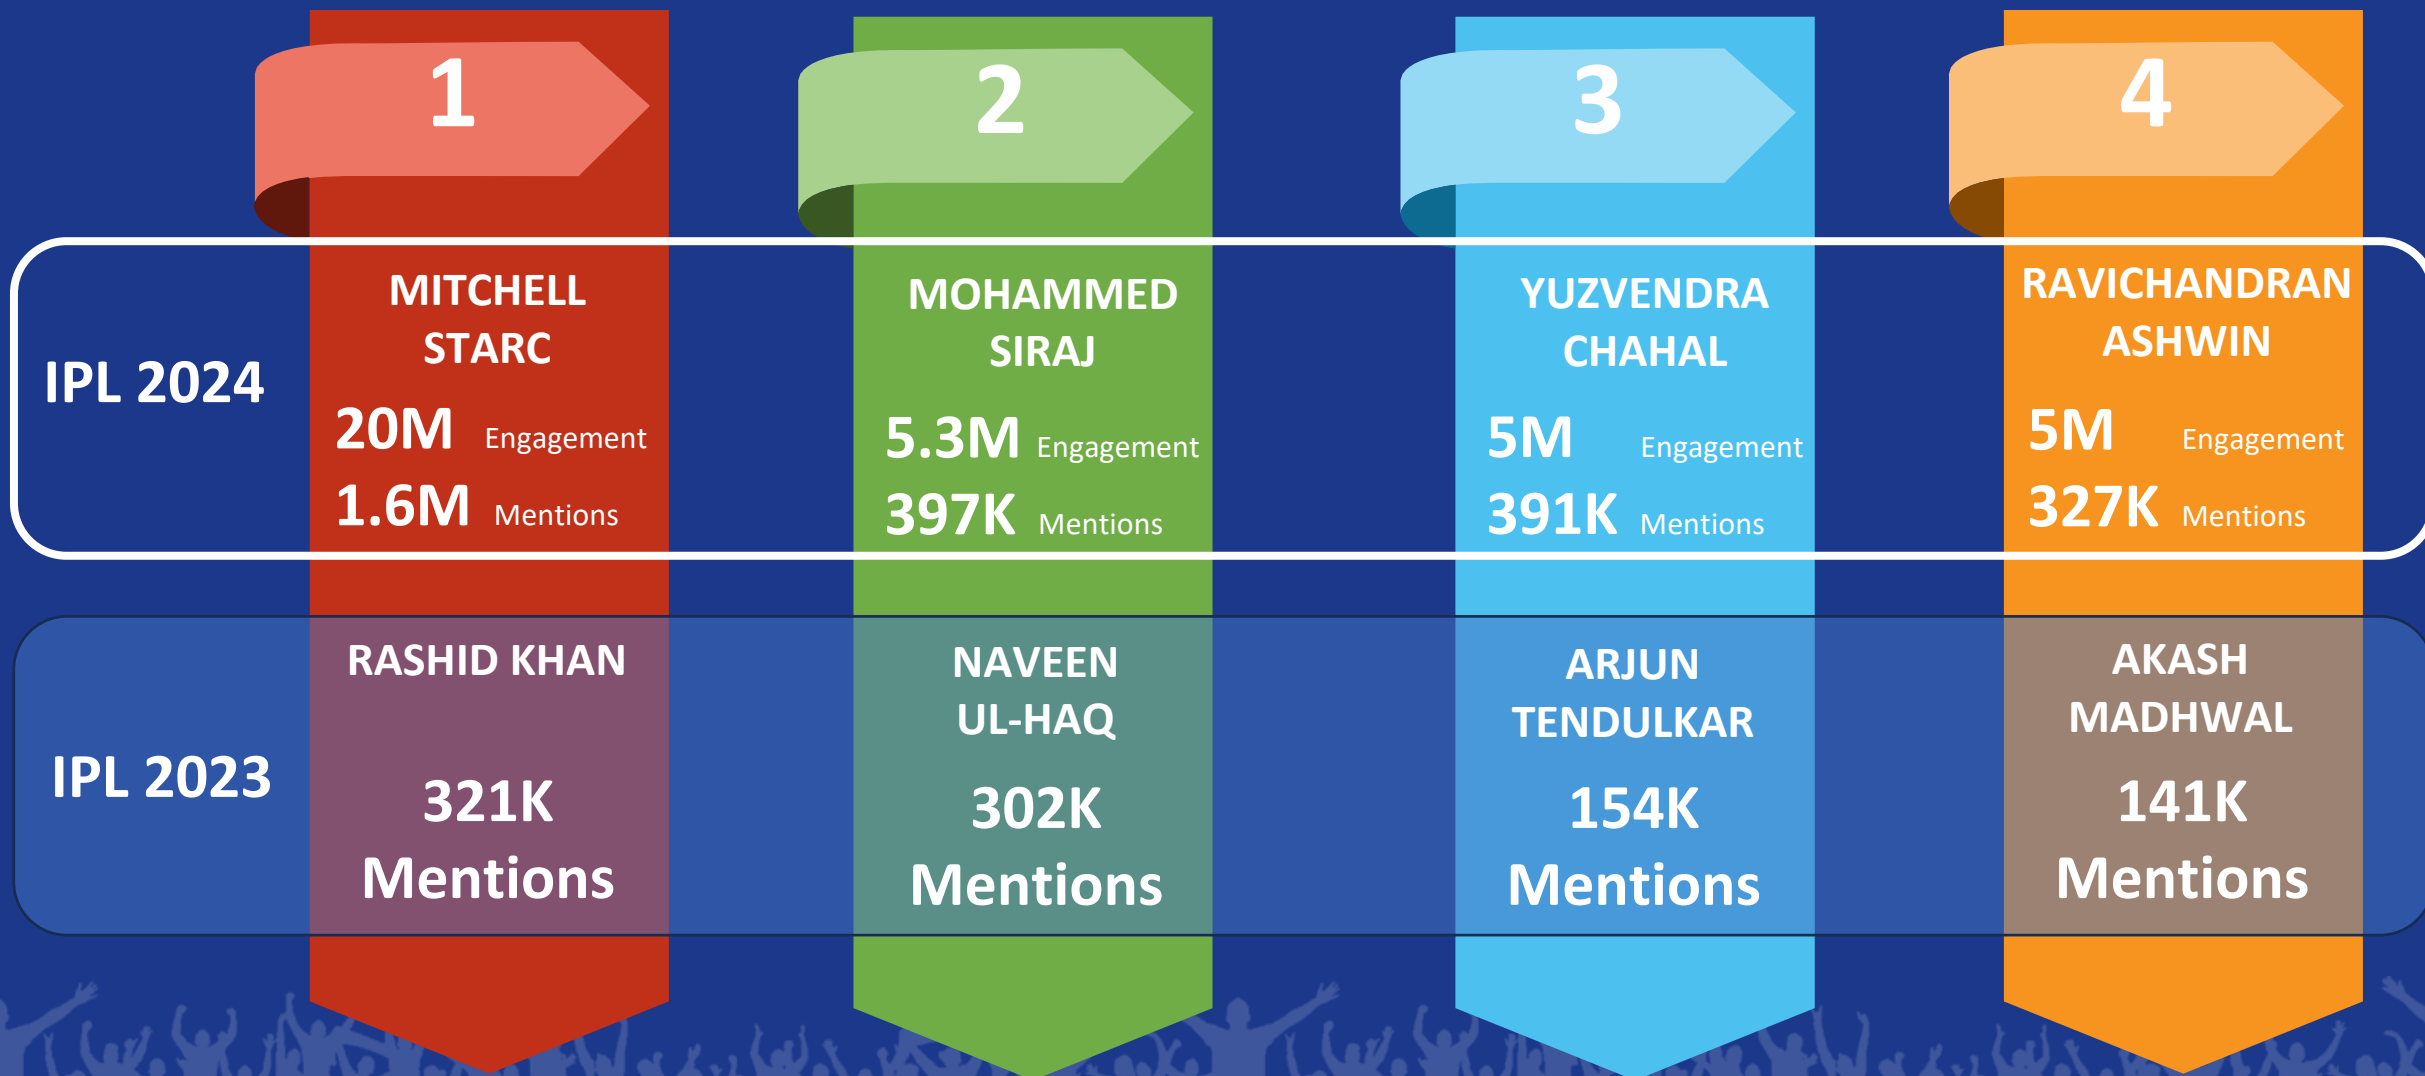 1
2
3
4
IPL 2024
MITCHELL
STARC
20M Engagement
1.6M Mentions
MOHAMMED
SIRAJ
5.3M Engagement
397K Mentions
YUZVENDRA
CHAHAL
5M Engagement
391K Mentions
RAVICHANDRAN
ASHWIN
5M Engagement
327K Mentions
IPL 2023
RASHID KHAN
321K
Mentions
NAVEEN
UL-HAQ
302K
Mentions
ARJUN
TENDULKAR
154K
Mentions
AKASH
MADHWAL
141K
Mentions